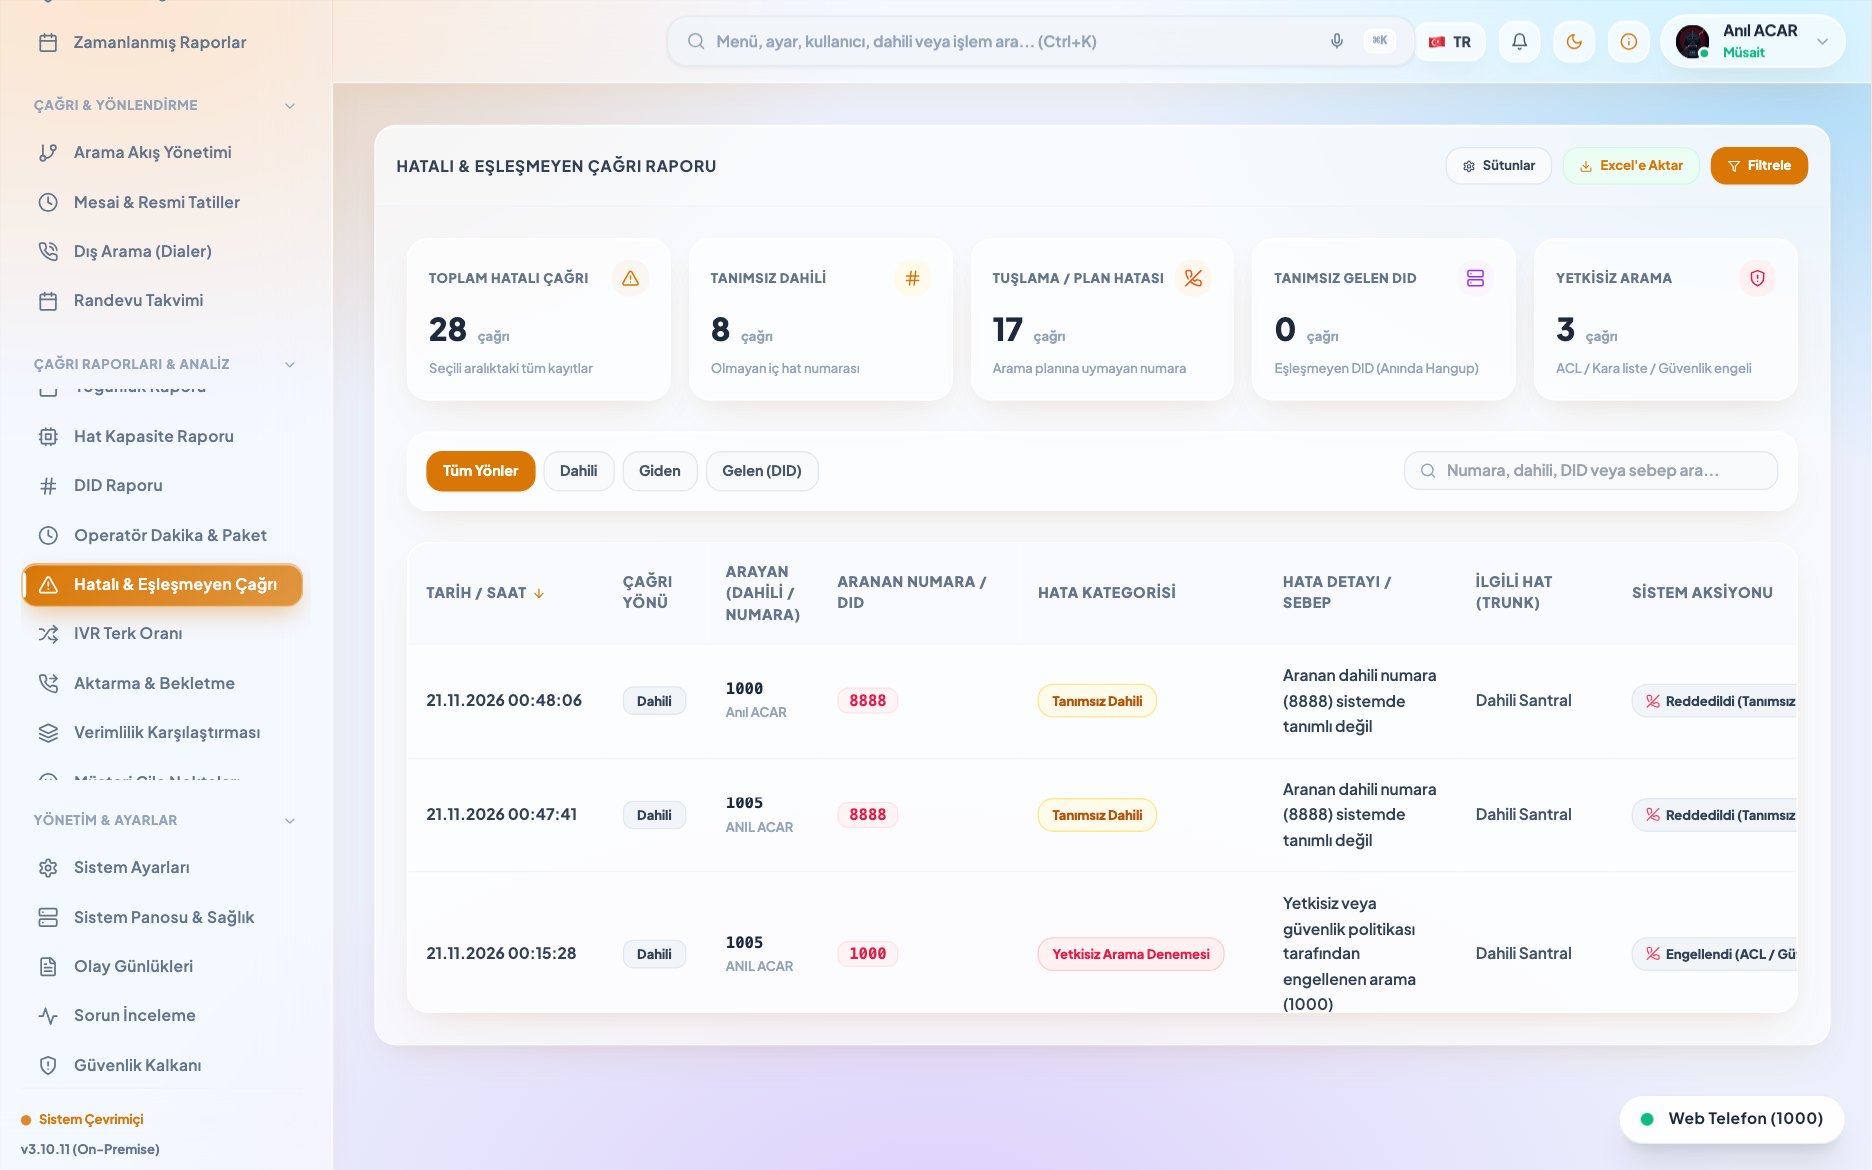 Zamanlanmış Raporlar
ÇAĞRI & YÖNLENDİRME
Arama Akış Yönetimi
Mesai & Resmi Tatiller
Dış Arama (Dialer)
Randevu Takvimi
ÇAĞRI RAPORLARI & ANALİZ
Yoğunluk Raporu
Hat Kapasite Raporu
DID Raporu
Operatör Dakika & Paket
Hatalı & Eşleşmeyen Çağrı
IVR Terk Oranı
Aktarma & Bekletme
Verimlilik Karşılaştırması
YÖNETİM & AYARLAR
Sistem Ayarları
Sistem Panosu & Sağlık
Olay Günlükleri
Sorun İnceleme
Güvenlik Kalkanı
Sistem Çevrimiçi
v3.10.11 (On-Premise)
Menü, ayar, kullanıcı, dahili veya işlem ara... (Ctrl+K)
⌘K
TR
Anıl ACAR
Müsait
HATALI & EŞLEŞMEYEN ÇAĞRI RAPORU
Sütunlar
Excel'e Aktar
Filtrele
TOPLAM HATALI ÇAĞRI
28 çağrı
Seçili aralıktaki tüm kayıtlar
TANIMSIZ DAHİLİ
8 çağrı
Olmayan iç hat numarası
TUŞLAMA / PLAN HATASI
17 çağrı
Arama planına uymayan numara
TANIMSIZ GELEN DID
0 çağrı
Eşleşmeyen DID (Anında Hangup)
YETKİSİZ ARAMA
3 çağrı
ACL / Kara liste / Güvenlik engeli
Tüm Yönler
Dahili
Giden
Gelen (DID)
Numara, dahili, DID veya sebep ara...
TARİH / SAAT
ÇAĞRI
YÖNÜ
ARAYAN
(DAHİLİ /
NUMARA)
ARANAN NUMARA /
DID
HATA KATEGORİSİ
HATA DETAYI /
SEBEP
İLGİLİ HAT
(TRUNK)
SİSTEM AKSİYONU
21.11.2026 00:48:06
Dahili
1000
Anıl ACAR
8888
Tanımsız Dahili
Aranan dahili numara
(8888) sistemde
tanımlı değil
Dahili Santral
Reddedildi (Tanımsız
21.11.2026 00:47:41
Dahili
1005
ANIL ACAR
8888
Tanımsız Dahili
Aranan dahili numara
(8888) sistemde
tanımlı değil
Dahili Santral
Reddedildi (Tanımsız
21.11.2026 00:15:28
Dahili
1005
ANIL ACAR
1000
Yetkisiz Arama Denemesi
Yetkisiz veya
güvenlik politikası
tarafından
engellenen arama
(1000)
Dahili Santral
Engellendi (ACL / Gü
Web Telefon (1000)